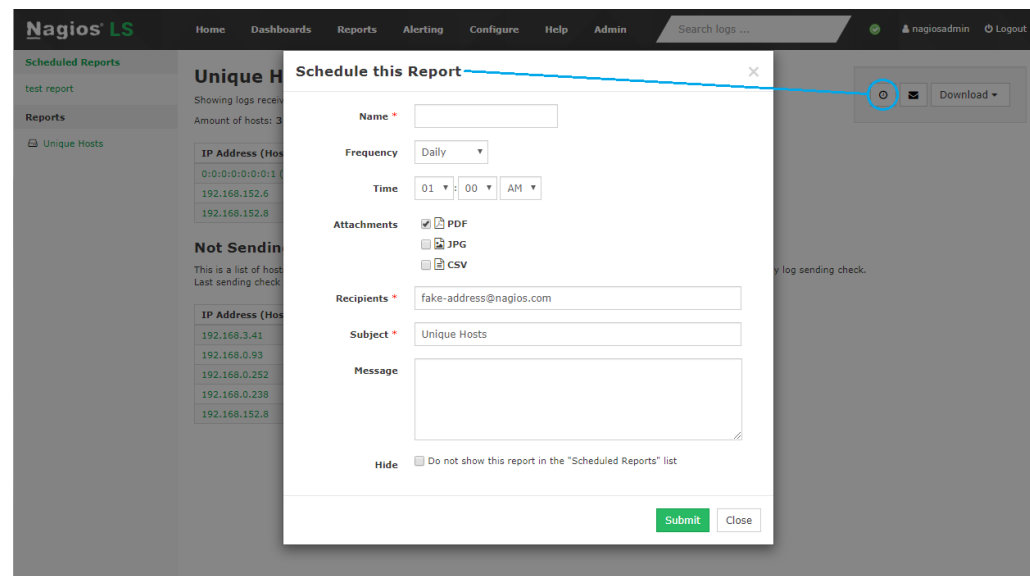 Nagios® LS
Home Dashboards Reports Alerting Configure Help Admin Search logs ... nagiosadmin Logout
Scheduled Reports
test report
Reports
Unique Hosts
Unique H
Showing logs receiv
Amount of hosts: 3
IP Address (Hos
0:0:0:0:0:0:0:1 (
192.168.152.6
192.168.152.8
Not Sendin
This is a list of host
y log sending check.
Last sending check
IP Address (Hos
192.168.3.41
192.168.0.93
192.168.0.252
192.168.0.238
192.168.152.8
Download
Schedule this Report ×
Name *
Frequency Daily
Time 01 : 00 AM
Attachments PDF
JPG
CSV
Recipients * fake-address@nagios.com
Subject * Unique Hosts
Message
Hide Do not show this report in the "Scheduled Reports" list
Submit Close